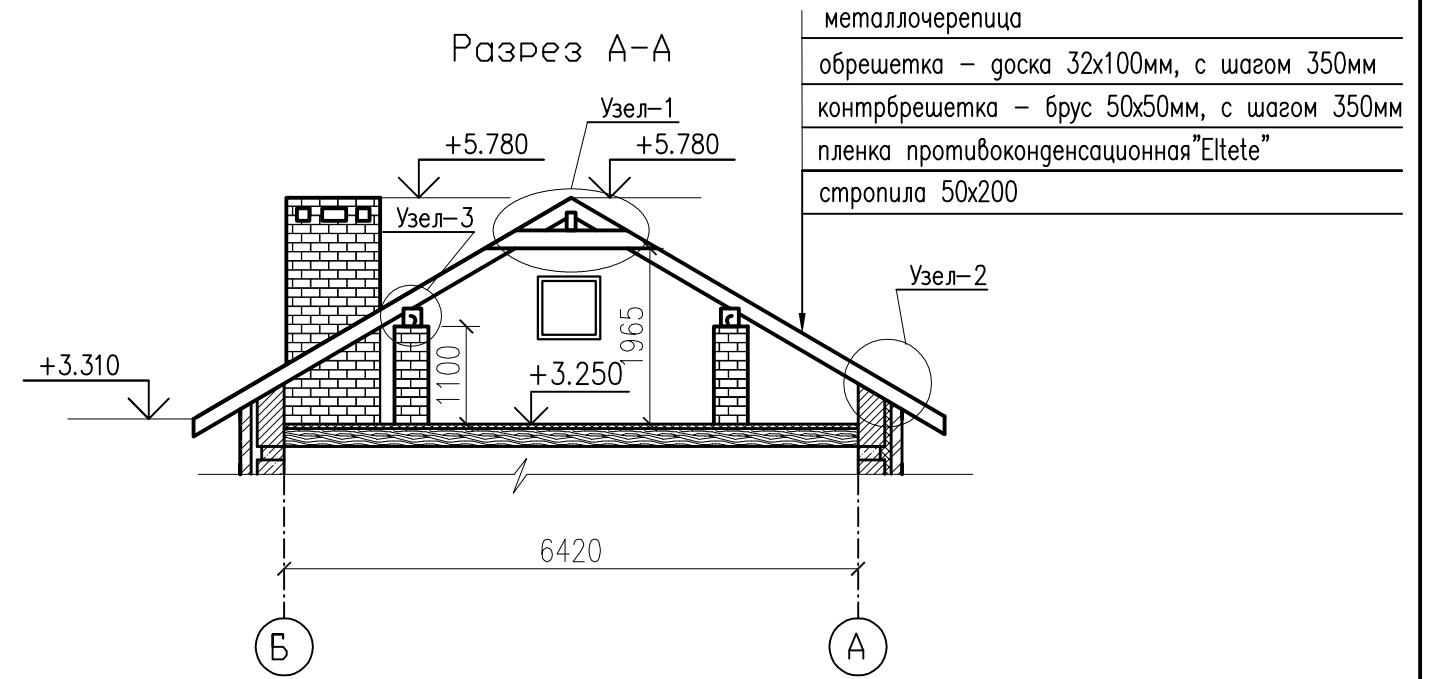 Разрез А-А
металлочерепица
обрешетка - доска 32х100мм, с шагом 350мм
контрбрешетка - брус 50х50мм, с шагом 350мм
пленка противоконденсационная"Eltete"
стропила 50х200
Узел-1
+5.780
+5.780
Узел-3
Узел-2
+3.310
1100
+3.250
1965
6420
Б
А